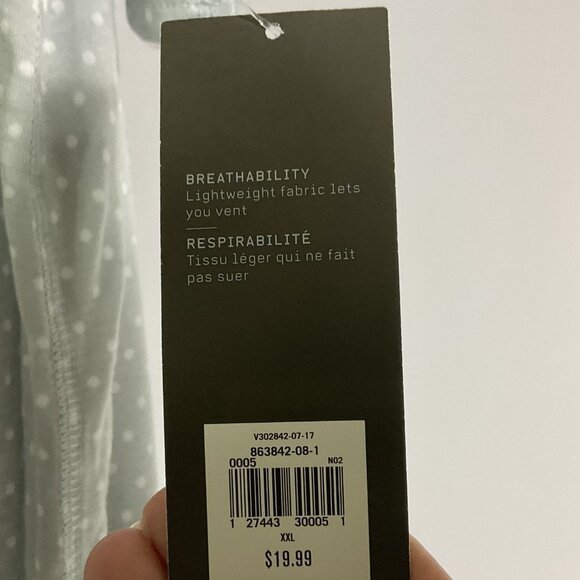 BREATHABILITY
Lightweight fabric lets
you vent
RESPIRABILITÉ
Tissu léger qui ne fait
pas suer
V302842-07-17
863842-08-1
0005 N02
1 27443 30005 1
XXL
$19.99